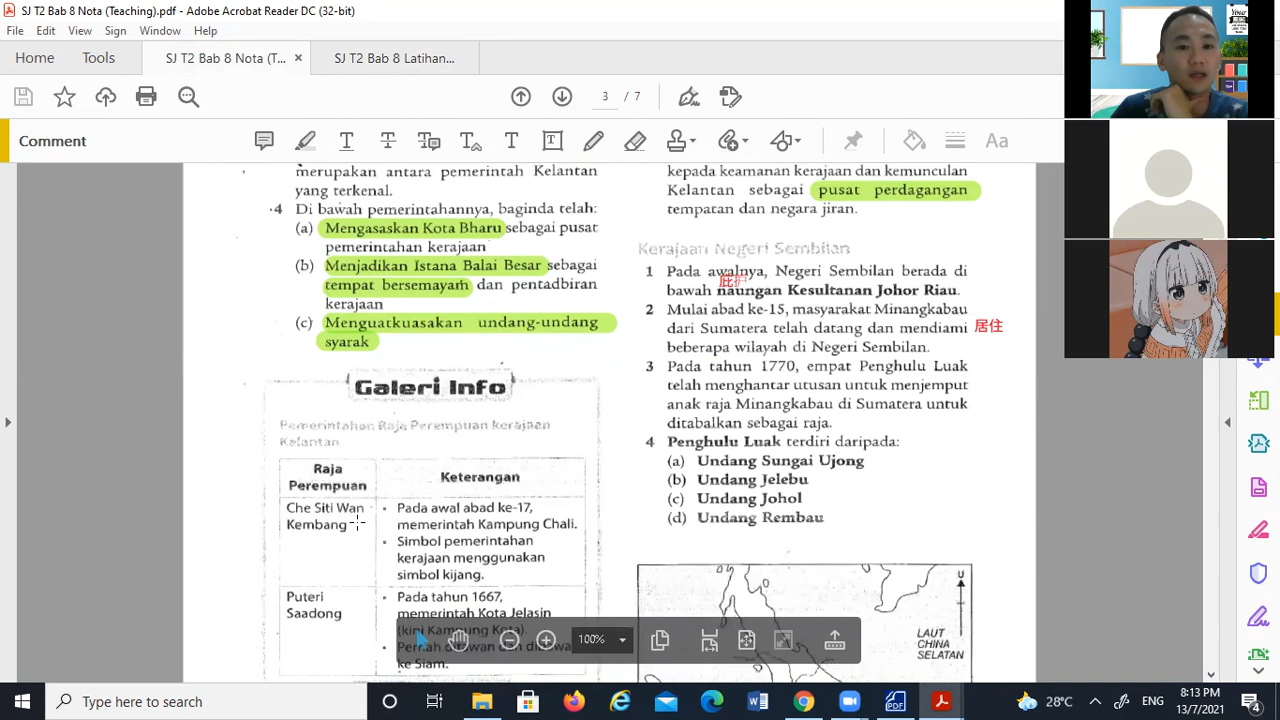 SJ T2 Bab 8 Nota (Teaching).pdf - Adobe Acrobat Reader DC (32-bit)
File Edit View Sign Window Help
Home Tools SJ T2 Bab 8 Nota (T... × SJ T2 Bab 8 Latihan...
3 / 7
Comment
merupakan antara pemerintah Kelantan
yang terkenal.
4 Di bawah pemerintahannya, baginda telah:
(a) Mengasaskan Kota Bharu sebagai pusat
pemerintahan kerajaan
(b) Menjadikan Istana Balai Besar sebagai
tempat bersemayam dan pentadbiran
kerajaan
(c) Menguatkuasakan undang-undang
syarak
Galeri Info
Pemerintahan Raja Perempuan Kerajaan
Kelantan
Raja
Perempuan
Keterangan
Che Siti Wan
Kembang
• Pada awal abad ke-17,
memerintah Kampung Chali.
• Simbol pemerintahan
kerajaan menggunakan
simbol kijang.
Puteri
Saadong
• Pada tahun 1667,
memerintah Kota Jelasin
(kini Kampung Kota).
ke Siam.
kepada keamanan kerajaan dan kemunculan
Kelantan sebagai pusat perdagangan
tempatan dan negara jiran.
Kerajaan Negeri Sembilan
1 Pada awalnya, Negeri Sembilan berada di
庇护
bawah naungan Kesultanan Johor Riau.
2 Mulai abad ke-15, masyarakat Minangkabau
dari Sumatera telah datang dan mendiami 居住
beberapa wilayah di Negeri Sembilan.
3 Pada tahun 1770, empat Penghulu Luak
telah menghantar utusan untuk menjemput
anak raja Minangkabau di Sumatera untuk
ditabalkan sebagai raja.
4 Penghulu Luak terdiri daripada:
(a) Undang Sungai Ujong
(b) Undang Jelebu
(c) Undang Johol
(d) Undang Rembau
U
LAUT
CHINA
SELATAN
100%
Type here to search
28°C
ENG
8:13 PM
13/7/2021
4